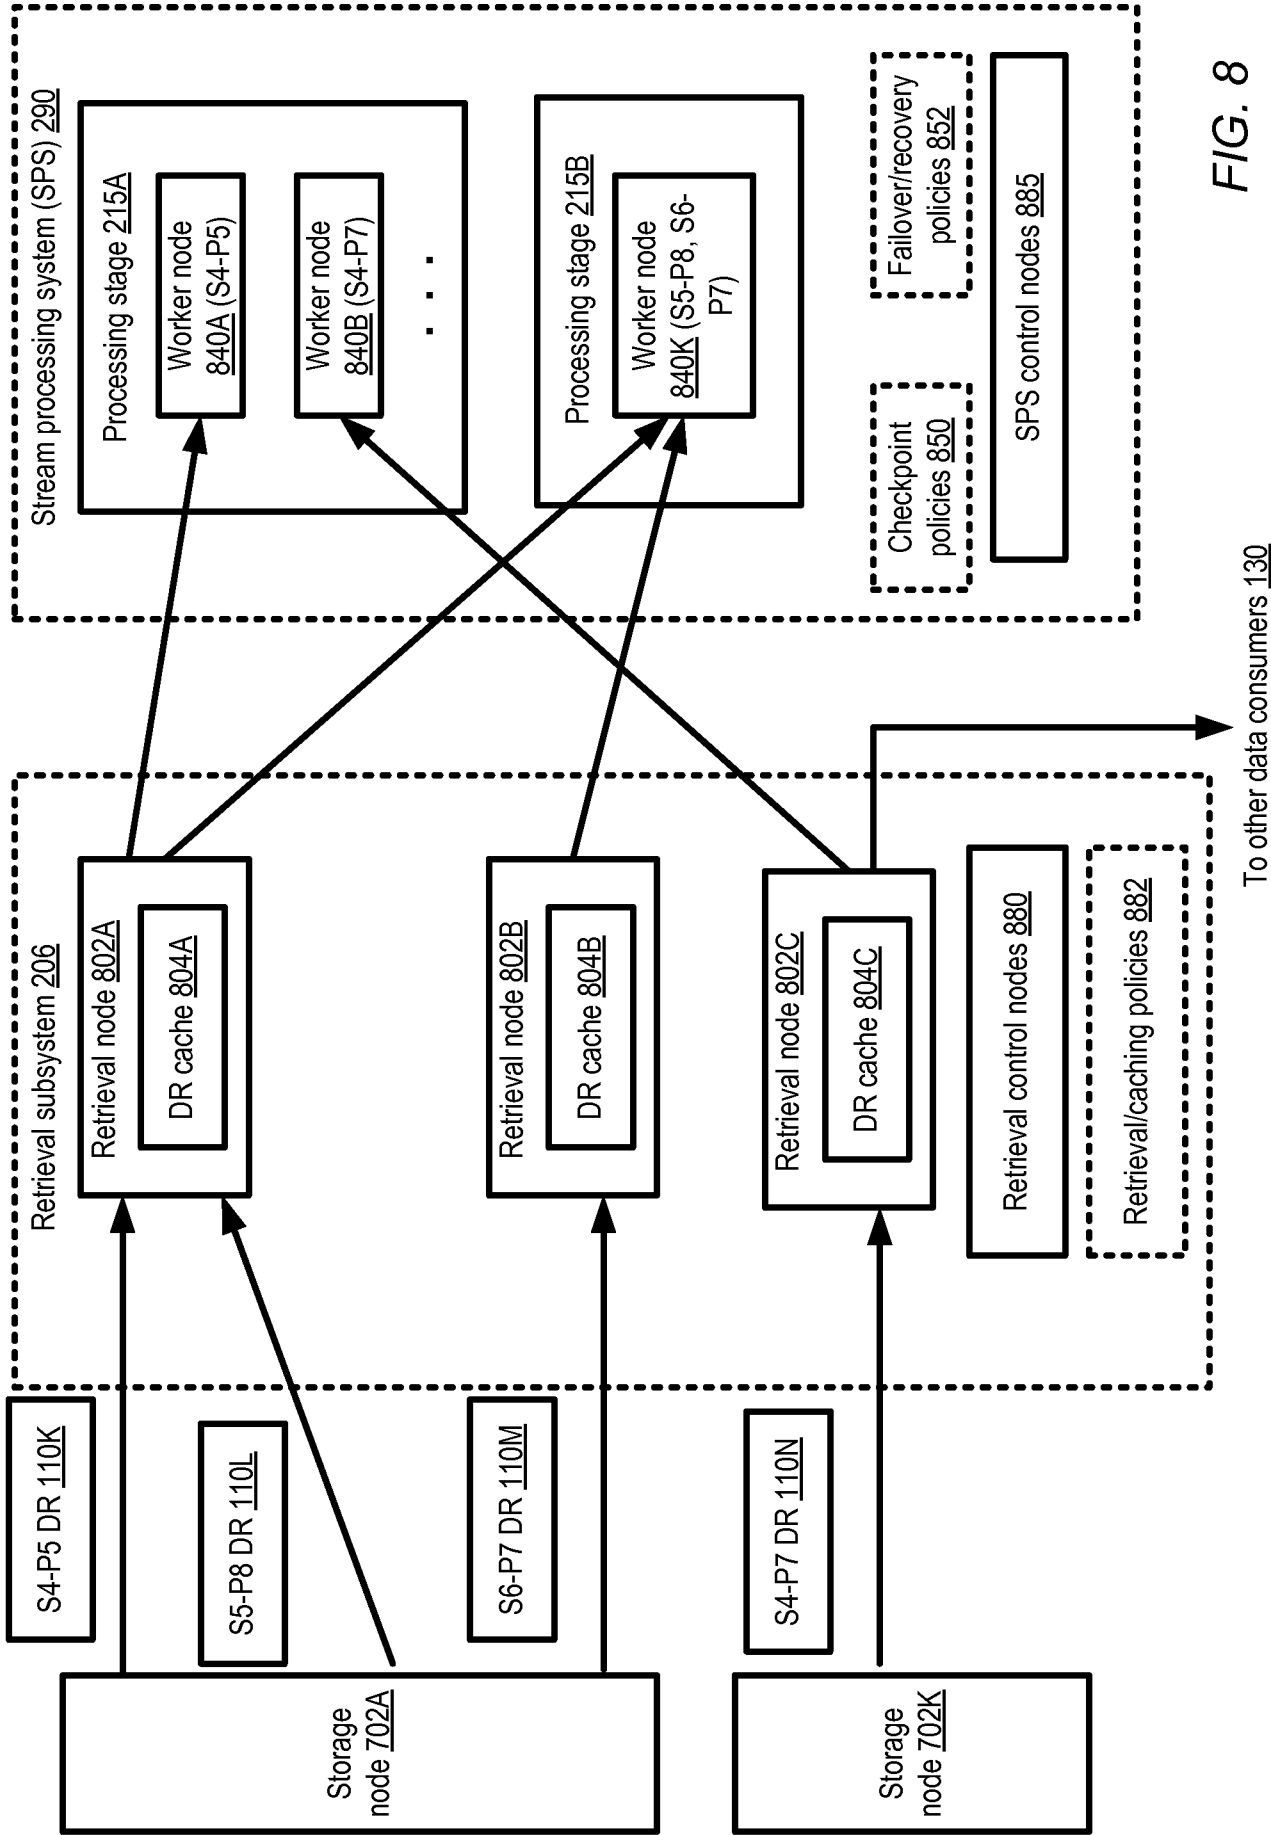 Storage
node 702A
Storage
node 702K
S4-P5 DR 110K
S5-P8 DR 110L
S6-P7 DR 110M
S4-P7 DR 110N
Retrieval subsystem 206
Retrieval node 802A
DR cache 804A
Retrieval node 802B
DR cache 804B
Retrieval node 802C
DR cache 804C
Retrieval control nodes 880
Retrieval/caching policies 882
To other data consumers 130
Stream processing system (SPS) 290
Processing stage 215A
Worker node
840A (S4-P5)
Worker node
840B (S4-P7)
. . .
Processing stage 215B
Worker node
840K (S5-P8, S6-
P7)
Checkpoint
policies 850
Failover/recovery
policies 852
SPS control nodes 885
FIG. 8